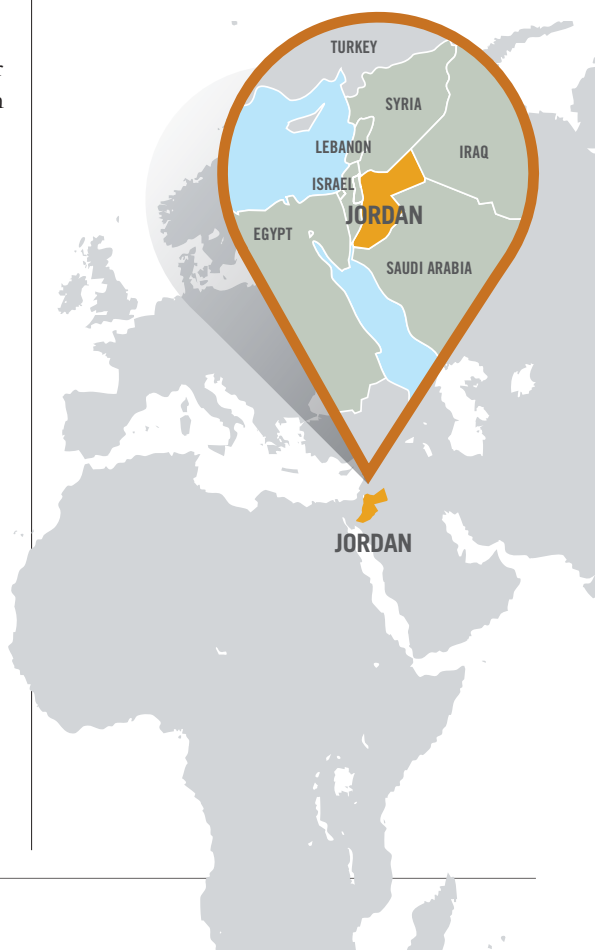 TURKEY
SYRIA
LEBANON
IRAQ
ISRAEL
JORDAN
EGYPT
SAUDI ARABIA
JORDAN